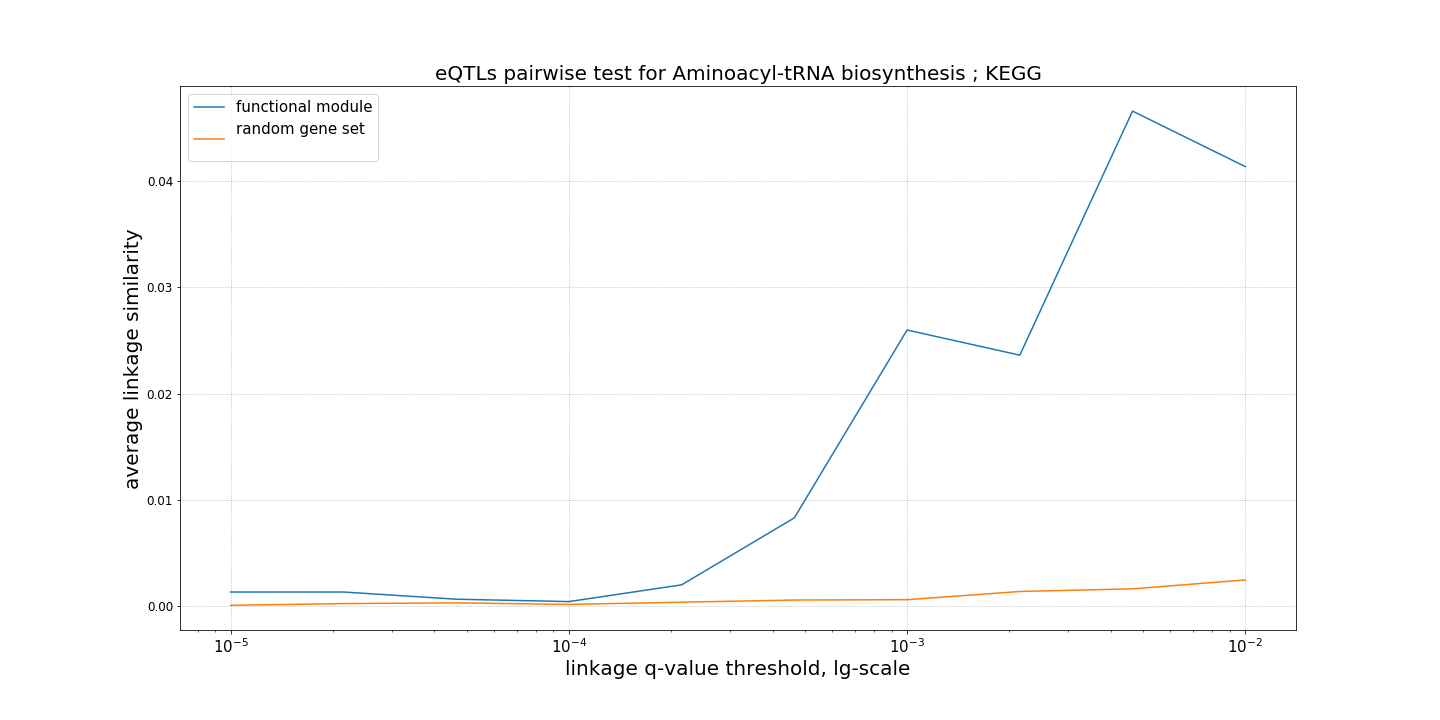 eQTLs pairwise test for Aminoacyl-tRNA biosynthesis ; KEGG
functional module
random gene set
average linkage similarity
0.04
0.03
0.02
0.01
0.00
10⁻⁵ 10⁻⁴ 10⁻³ 10⁻²
linkage q-value threshold, lg-scale